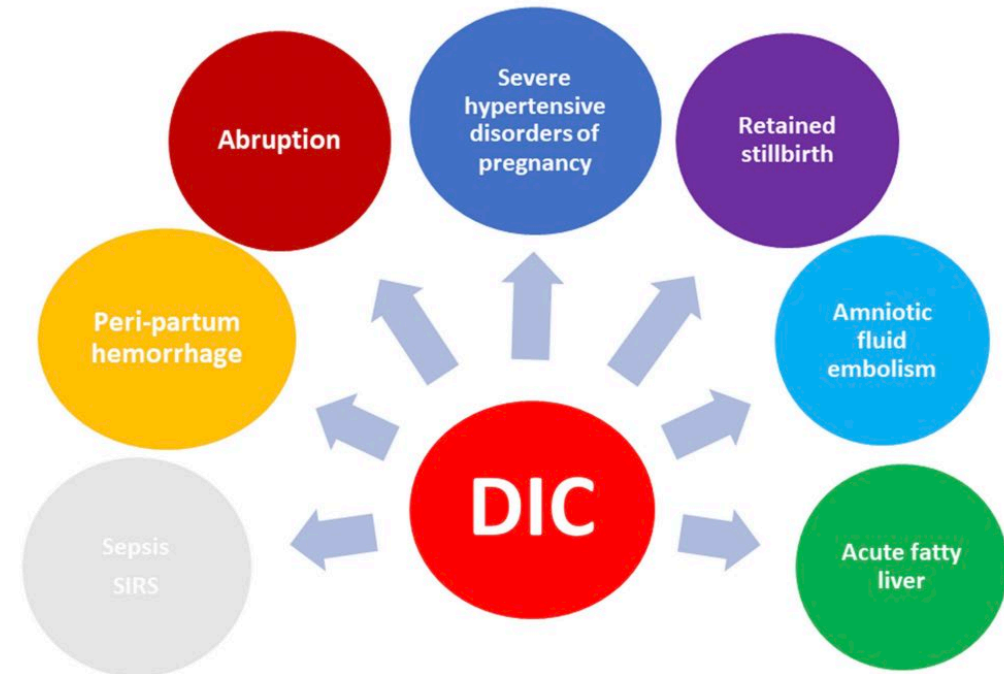 Severe
hypertensive
disorders of
pregnancy
Abruption
Retained
stillbirth
Peri-partum
hemorrhage
Amniotic
fluid
embolism
DIC
Sepsis
SIRS
Acute fatty
liver